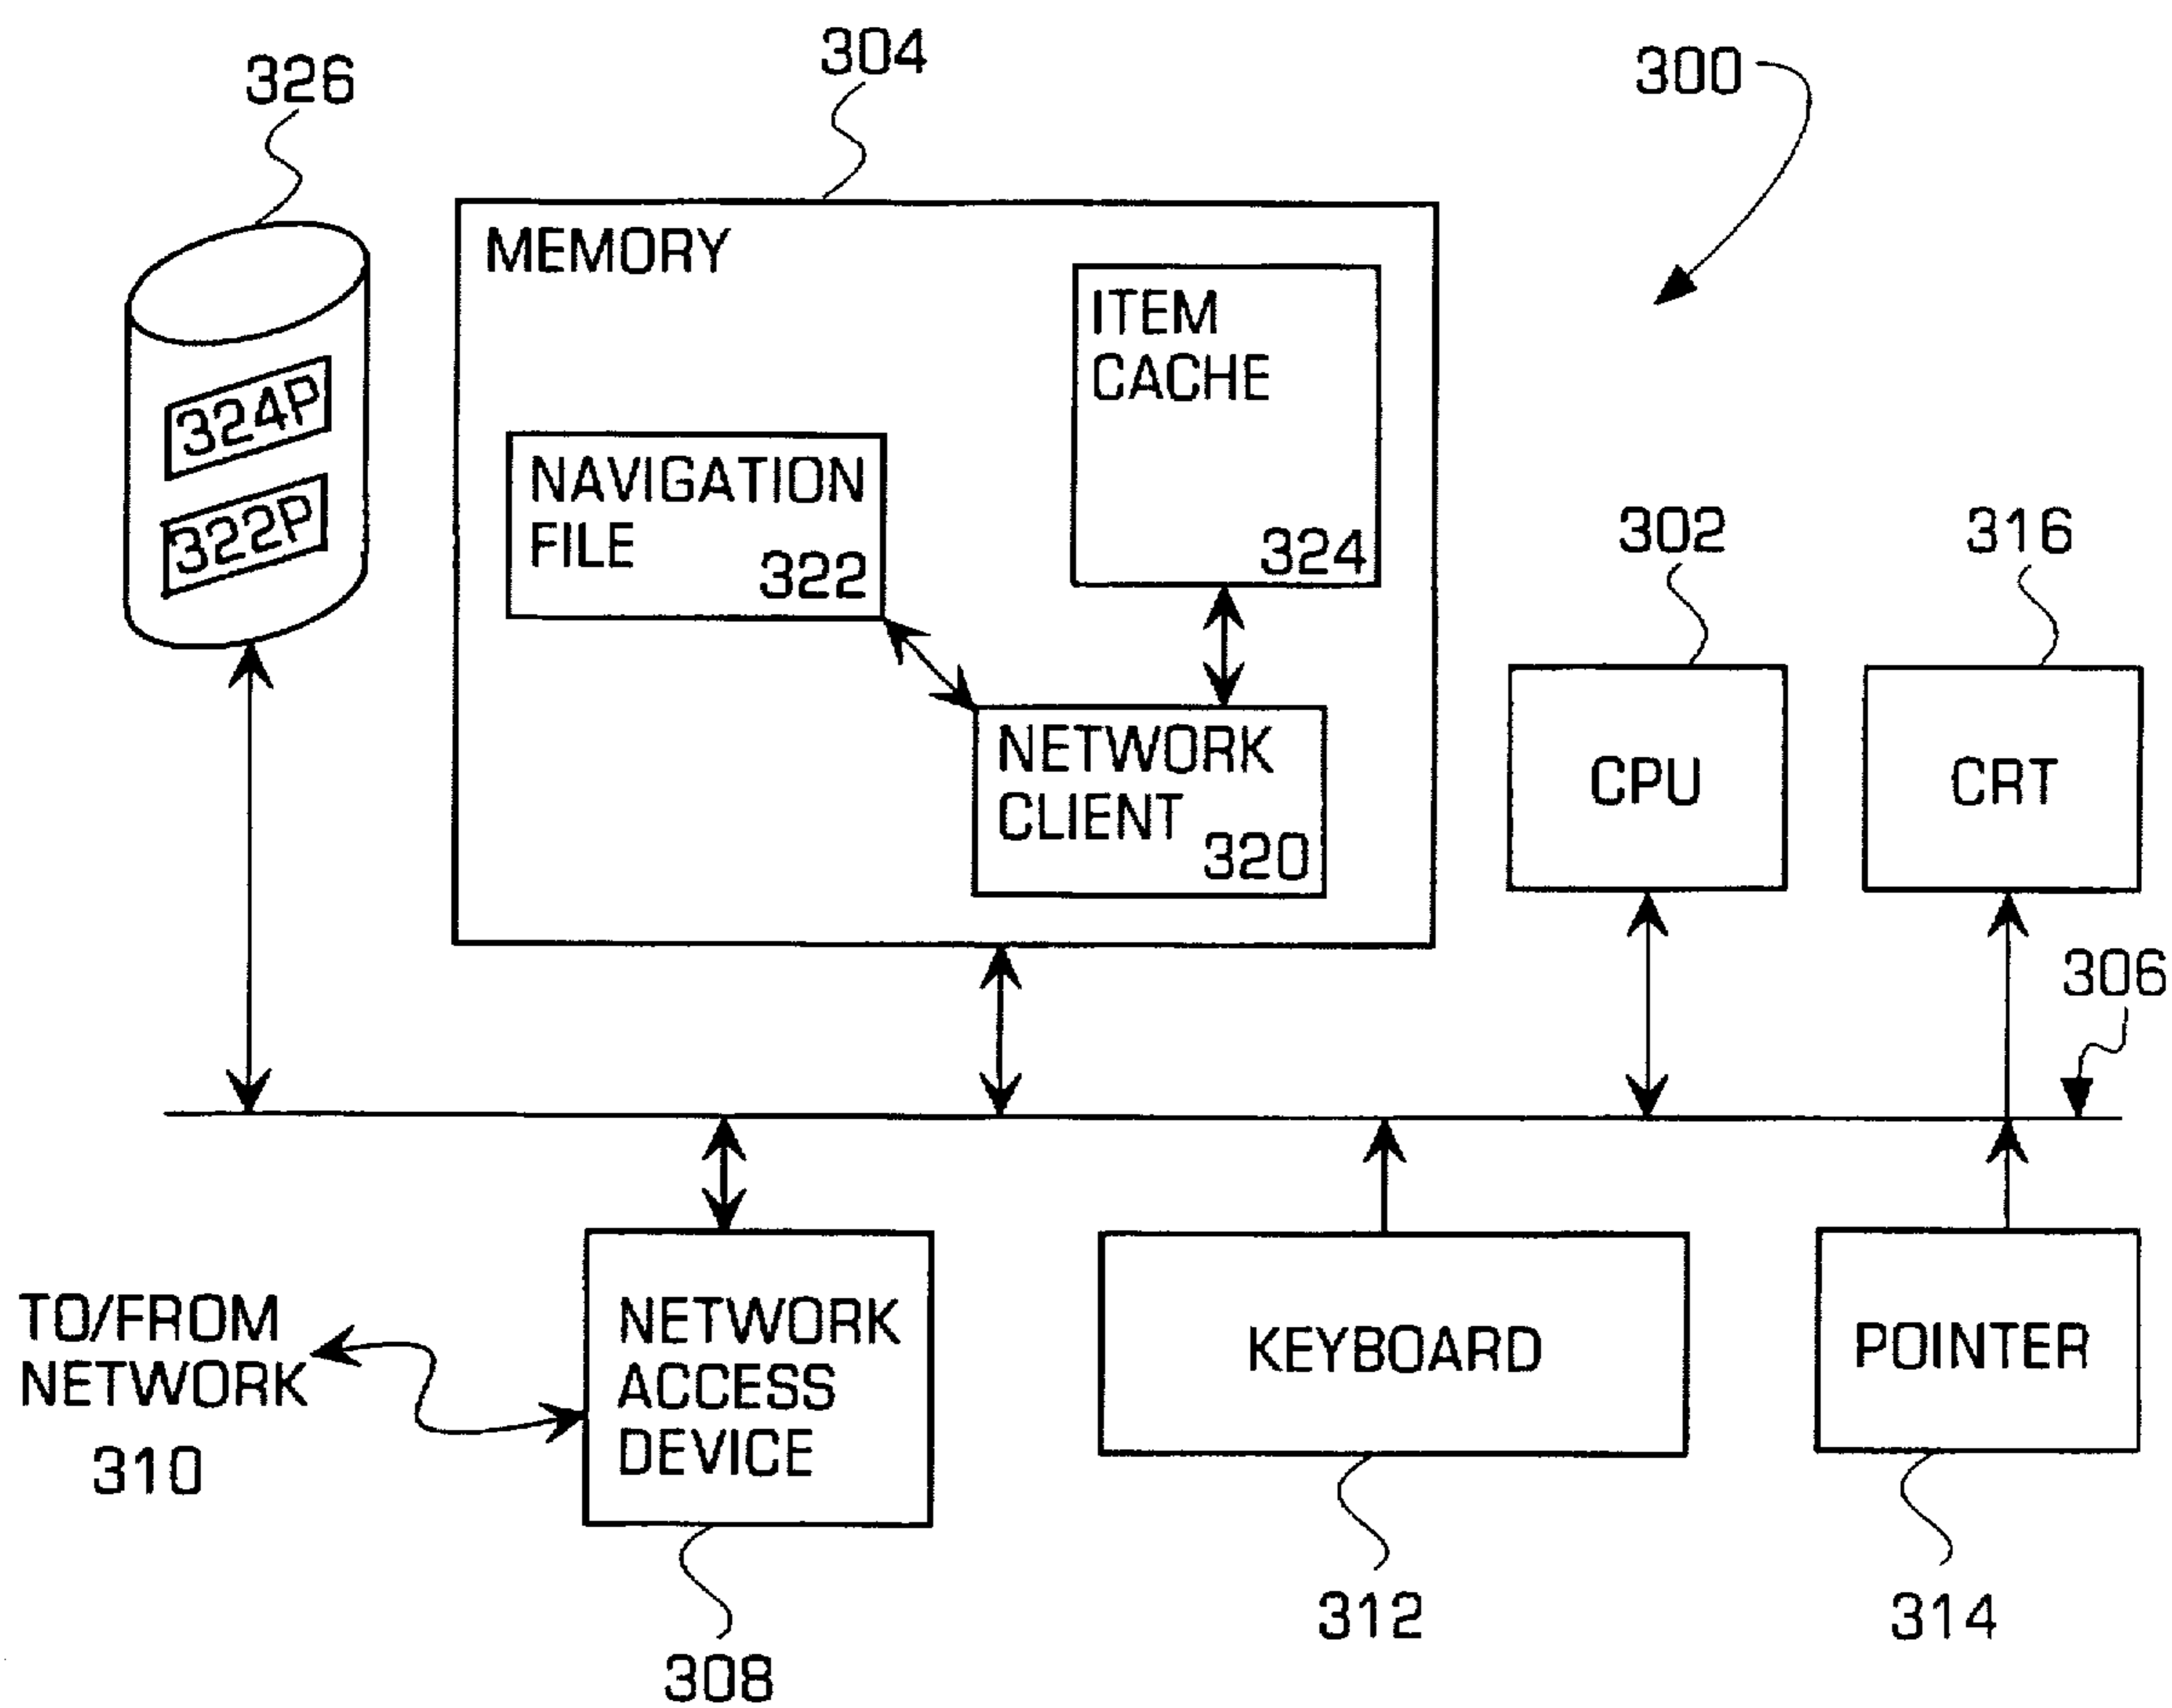 326
304
300
MEMORY
ITEM
CACHE
324
324P
322P
NAVIGATION
FILE
322
NETWORK
CLIENT
320
302
316
CPU
CRT
306
TO/FROM
NETWORK
310
NETWORK
ACCESS
DEVICE
KEYBOARD
POINTER
308
312
314